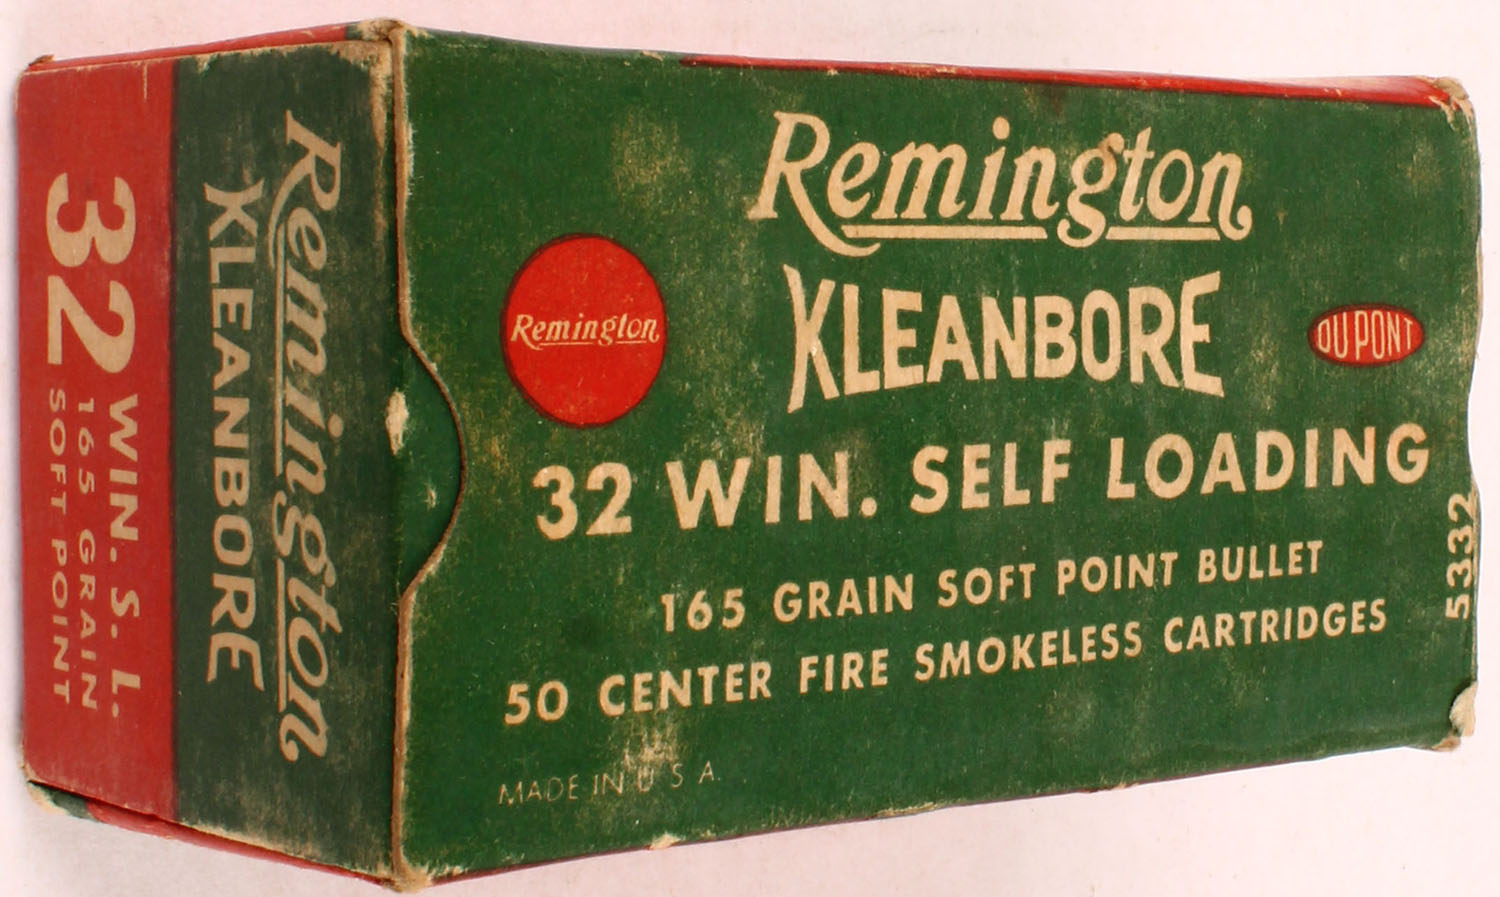 Remington
KLEANBORE
32 WIN. S. L.
165 GRAIN
SOFT POINT
Remington
KLEANBORE
Remington
DU PONT
32 WIN. SELF LOADING
165 GRAIN SOFT POINT BULLET
50 CENTER FIRE SMOKELESS CARTRIDGES
MADE IN U S A.
5332